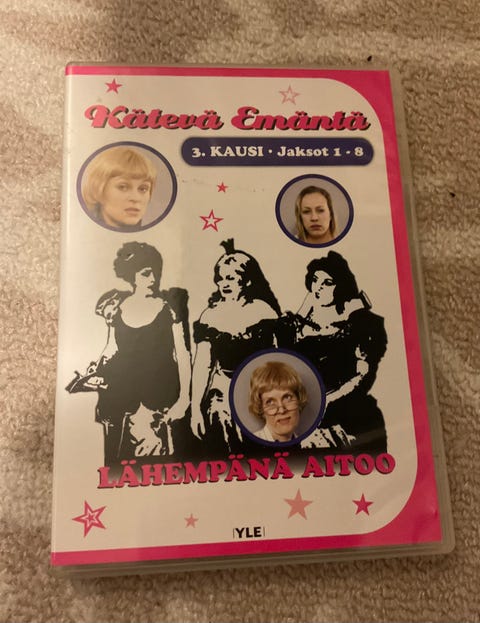 Kätevä Emäntä
3. KAUSI • Jaksot 1 - 8
LÄHEMPÄNÄ AITOO
YLE